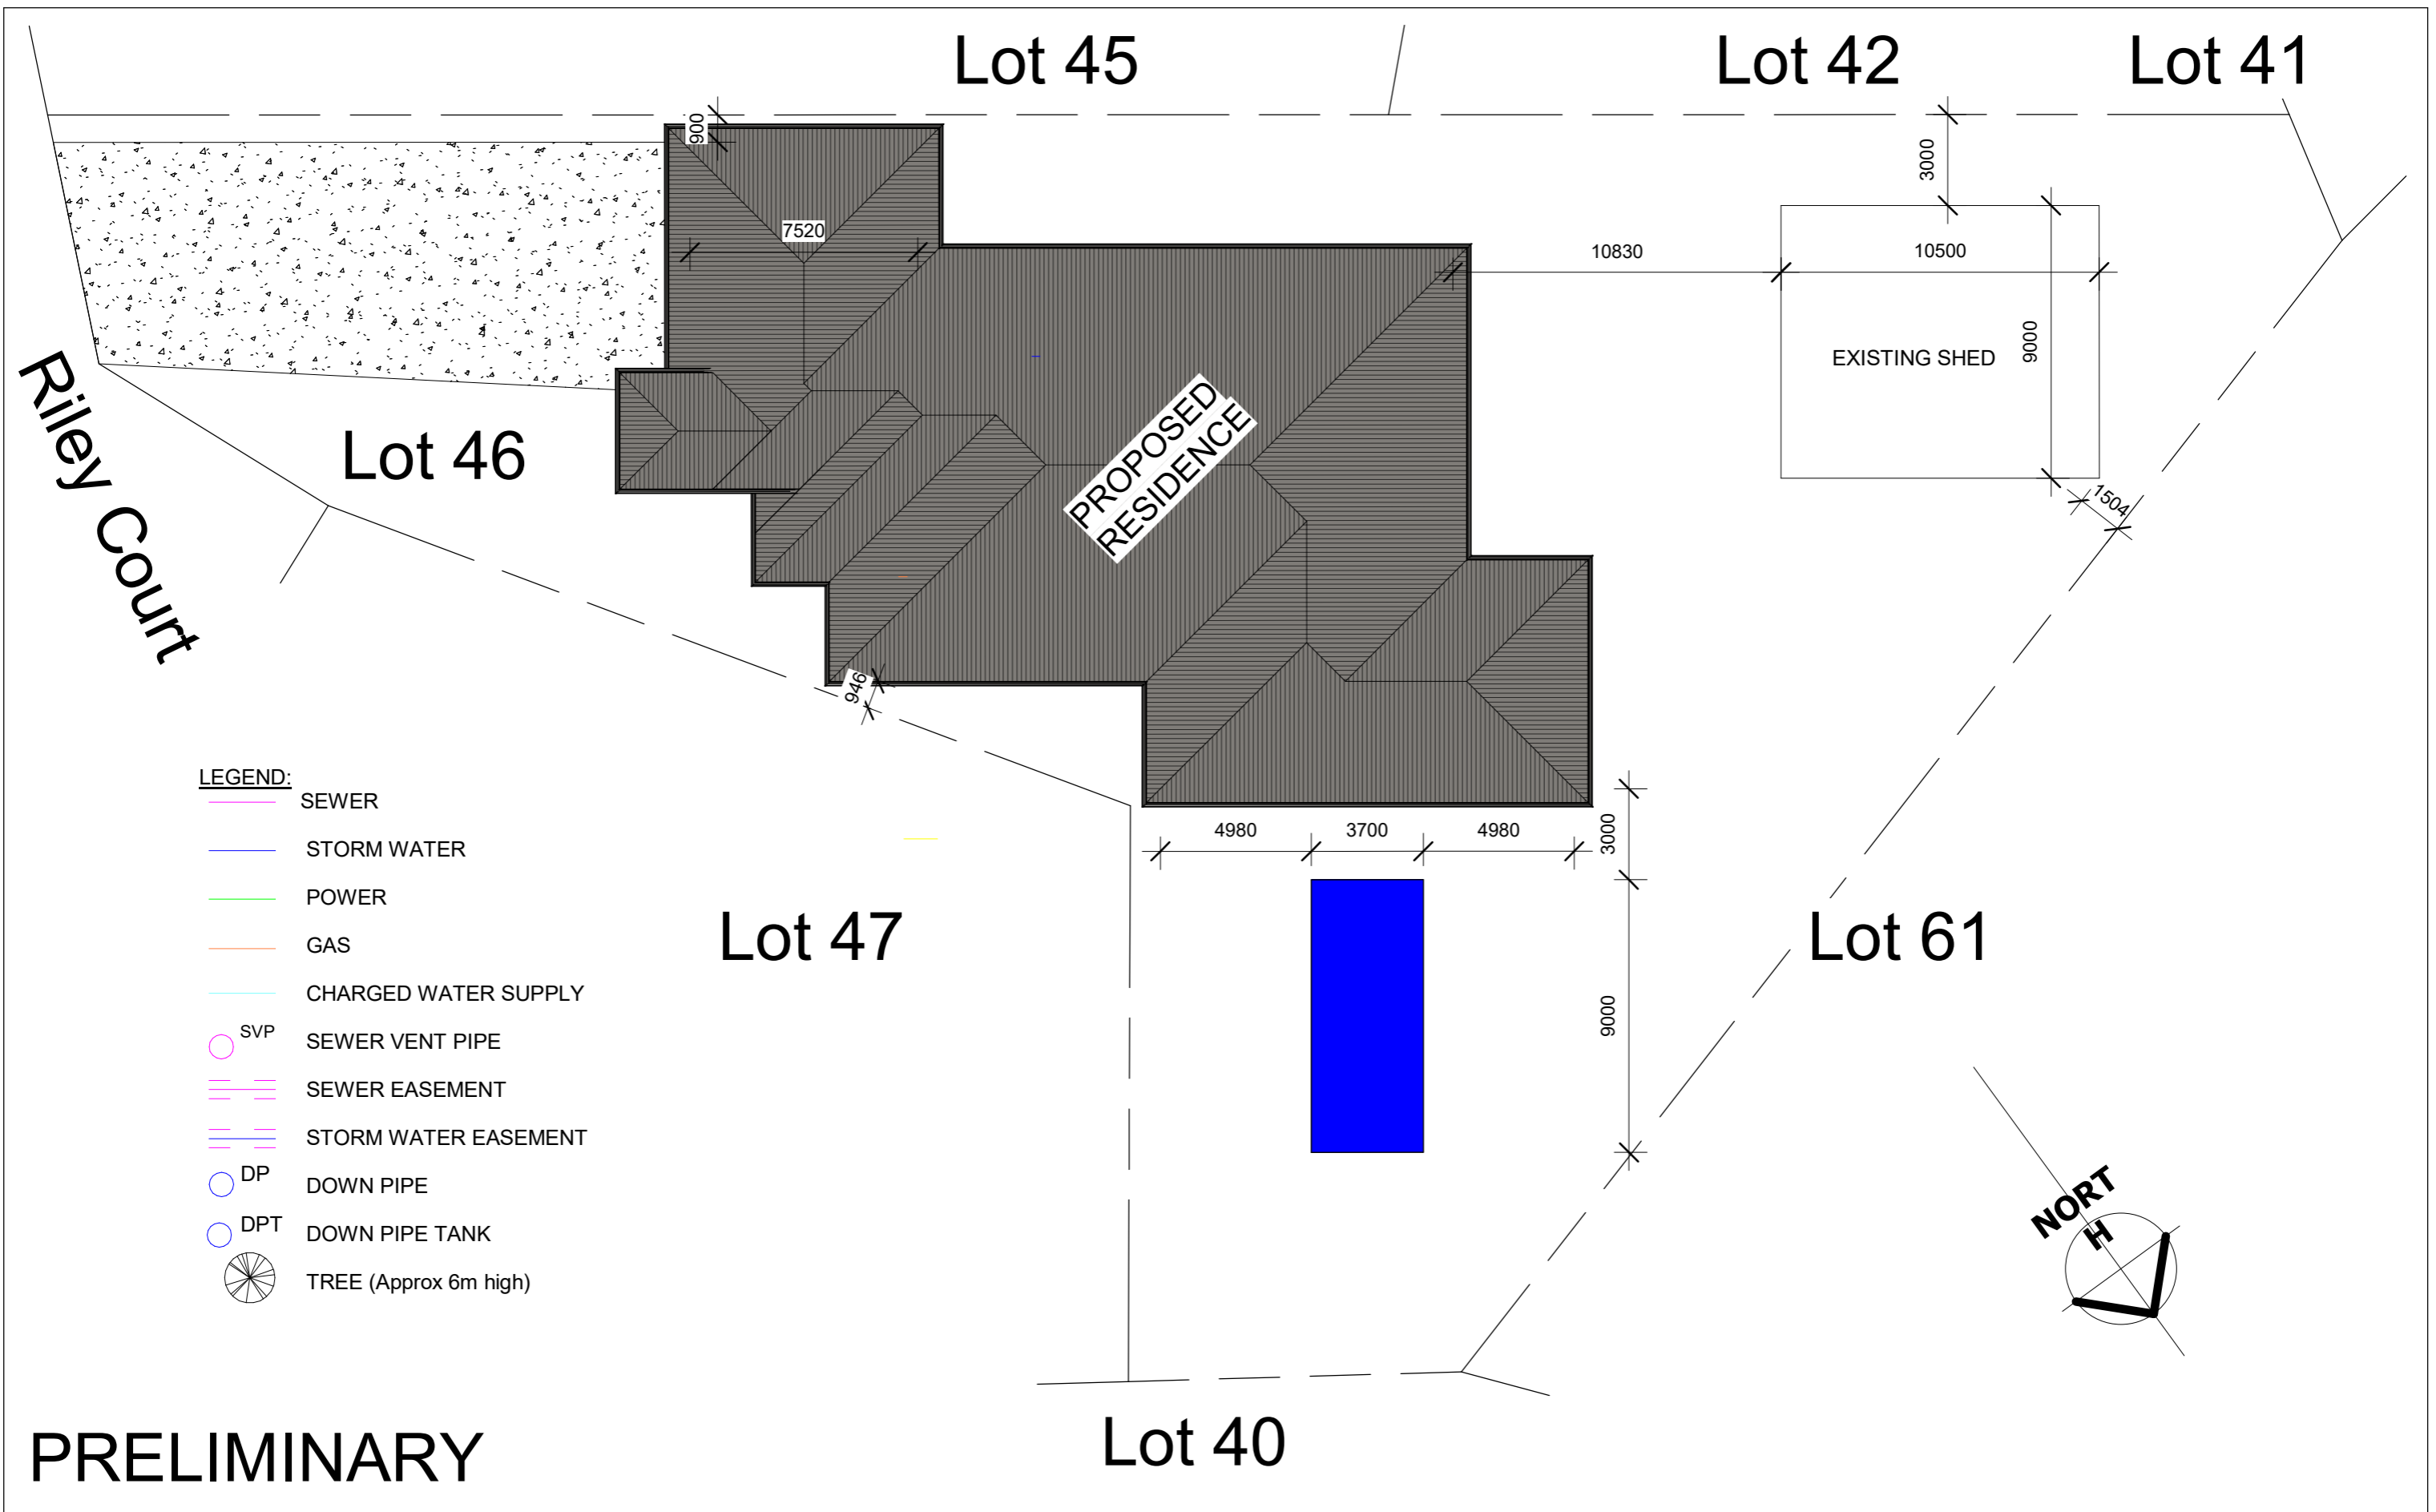 Lot 45
Lot 42
Lot 41
900
3000
7520
10830
10500
9000
EXISTING SHED
Riley Court
Lot 46
PROPOSED
RESIDENCE
1504
946
LEGEND:
SEWER
STORM WATER
POWER
GAS
CHARGED WATER SUPPLY
SVP
SEWER VENT PIPE
SEWER EASEMENT
STORM WATER EASEMENT
DP
DOWN PIPE
DPT
DOWN PIPE TANK
TREE (Approx 6m high)
4980
3700
4980
3000
9000
Lot 47
Lot 61
NORT
H
Lot 40
PRELIMINARY